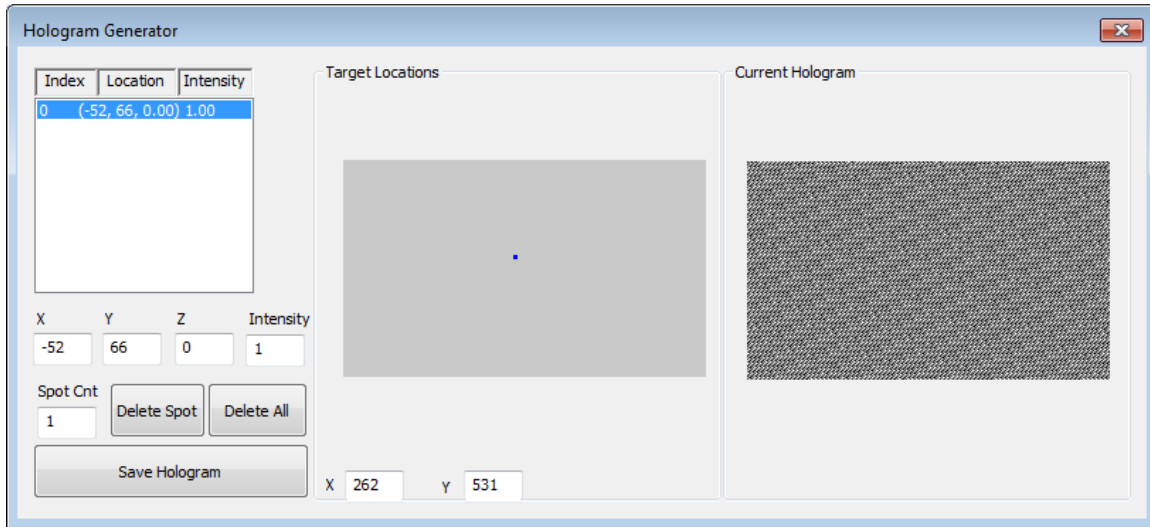 Hologram Generator
Index Location Intensity
0 (-52, 66, 0.00) 1.00
X Y Z Intensity
-52 66 0 1
Spot Cnt
1
Delete Spot
Delete All
Save Hologram
Target Locations
X 262 Y 531
Current Hologram